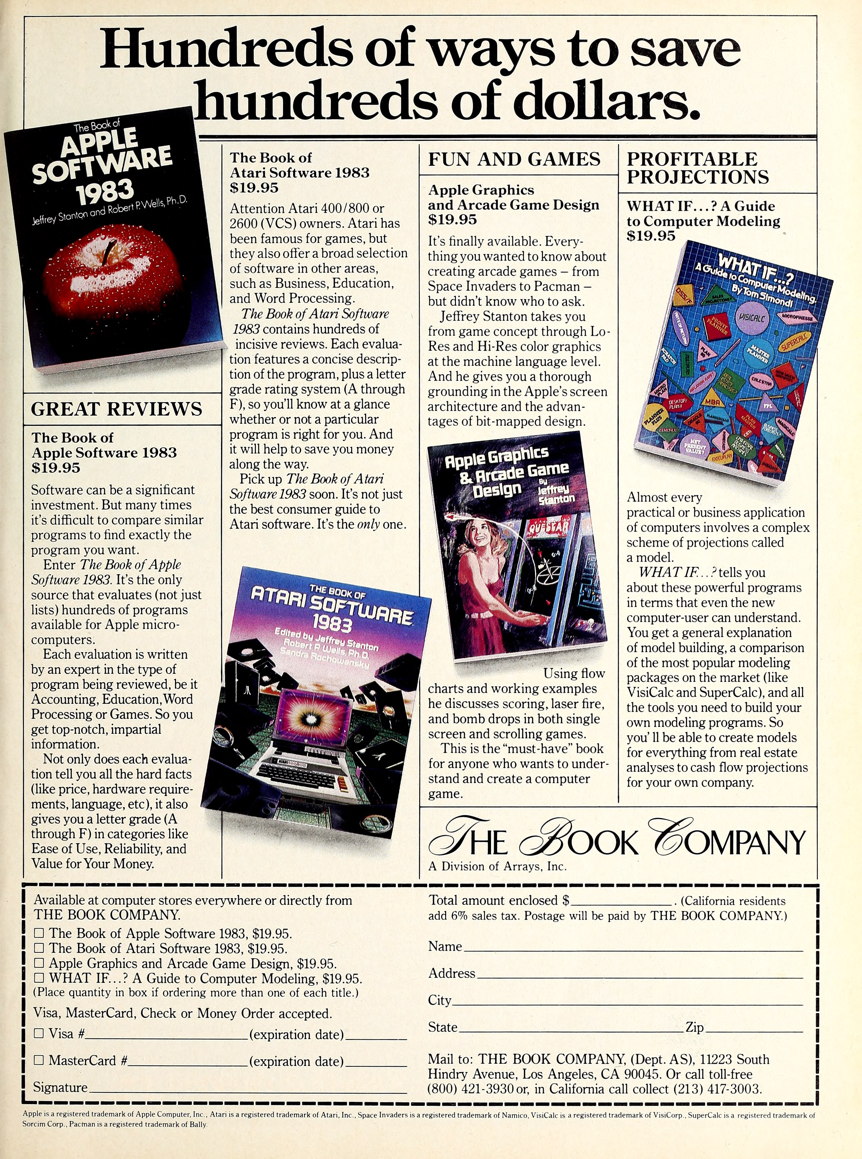 Hundreds of ways to save
hundreds of dollars.
The Book of
APPLE
SOFTWARE
1983
Jeffrey Stanton and Robert P. Wells, Ph.D.
GREAT REVIEWS
The Book of
Apple Software 1983
$19.95
Software can be a significant
investment. But many times
it's difficult to compare similar
programs to find exactly the
program you want.
Enter The Book of Apple
Software 1983. It's the only
source that evaluates (not just
lists) hundreds of programs
available for Apple micro-
computers.
Each evaluation is written
by an expert in the type of
program being reviewed, be it
Accounting, Education, Word
Processing or Games. So you
get top-notch, impartial
information.
Not only does each evalua-
tion tell you all the hard facts
(like price, hardware require-
ments, language, etc), it also
gives you a letter grade (A
through F) in categories like
Ease of Use, Reliability, and
Value for Your Money.
The Book of
Atari Software 1983
$19.95
Attention Atari 400/800 or
2600 (VCS) owners. Atari has
been famous for games, but
they also offer a broad selection
of software in other areas,
such as Business, Education,
and Word Processing.
The Book of Atari Software
1983 contains hundreds of
incisive reviews. Each evalua-
tion features a concise descrip-
tion of the program, plus a letter
grade rating system (A through
F), so you'll know at a glance
whether or not a particular
program is right for you. And
it will help to save you money
along the way.
Pick up The Book of Atari
Software 1983 soon. It's not just
the best consumer guide to
Atari software. It's the only one.
THE BOOK OF
ATARI SOFTWARE
1983
Edited by Jeffrey Stanton
Robert P. Wells, Ph.D.
Sandra Rochowansky
FUN AND GAMES
Apple Graphics
and Arcade Game Design
$19.95
It's finally available. Every-
thing you wanted to know about
creating arcade games – from
Space Invaders to Pacman –
but didn't know who to ask.
Jeffrey Stanton takes you
from game concept through Lo-
Res and Hi-Res color graphics
at the machine language level.
And he gives you a thorough
grounding in the Apple's screen
architecture and the advan-
tages of bit-mapped design.
Apple Graphics
& Arcade Game
Design
By
Jeffrey
Stanton
QUESTAR
Using flow
charts and working examples
he discusses scoring, laser fire,
and bomb drops in both single
screen and scrolling games.
This is the "must-have" book
for anyone who wants to under-
stand and create a computer
game.
PROFITABLE
PROJECTIONS
WHAT IF...? A Guide
to Computer Modeling
$19.95
WHAT IF...?
A Guide to Computer Modeling.
By Tom Simondi
VISICALC
SUPERCALC
MBA
Almost every
practical or business application
of computers involves a complex
scheme of projections called
a model.
WHAT IF...? tells you
about these powerful programs
in terms that even the new
computer-user can understand.
You get a general explanation
of model building, a comparison
of the most popular modeling
packages on the market (like
VisiCalc and SuperCalc), and all
the tools you need to build your
own modeling programs. So
you'll be able to create models
for everything from real estate
analyses to cash flow projections
for your own company.
THE BOOK COMPANY
A Division of Arrays, Inc.
Available at computer stores everywhere or directly from
THE BOOK COMPANY.
☐ The Book of Apple Software 1983, $19.95.
☐ The Book of Atari Software 1983, $19.95.
☐ Apple Graphics and Arcade Game Design, $19.95.
☐ WHAT IF...? A Guide to Computer Modeling, $19.95.
(Place quantity in box if ordering more than one of each title.)
Visa, MasterCard, Check or Money Order accepted.
☐ Visa #__________ (expiration date)__________
☐ MasterCard #__________ (expiration date)__________
Signature__________
Total amount enclosed $__________. (California residents
add 6% sales tax. Postage will be paid by THE BOOK COMPANY.)
Name__________
Address__________
City__________
State__________ Zip__________
Mail to: THE BOOK COMPANY, (Dept. AS), 11223 South
Hindry Avenue, Los Angeles, CA 90045. Or call toll-free
(800) 421-3930 or, in California call collect (213) 417-3003.
Apple is a registered trademark of Apple Computer, Inc., Atari is a registered trademark of Atari, Inc., Space Invaders is a registered trademark of Namico, VisiCalc is a registered trademark of VisiCorp., SuperCalc is a registered trademark of
Sorcim Corp., Pacman is a registered trademark of Bally.